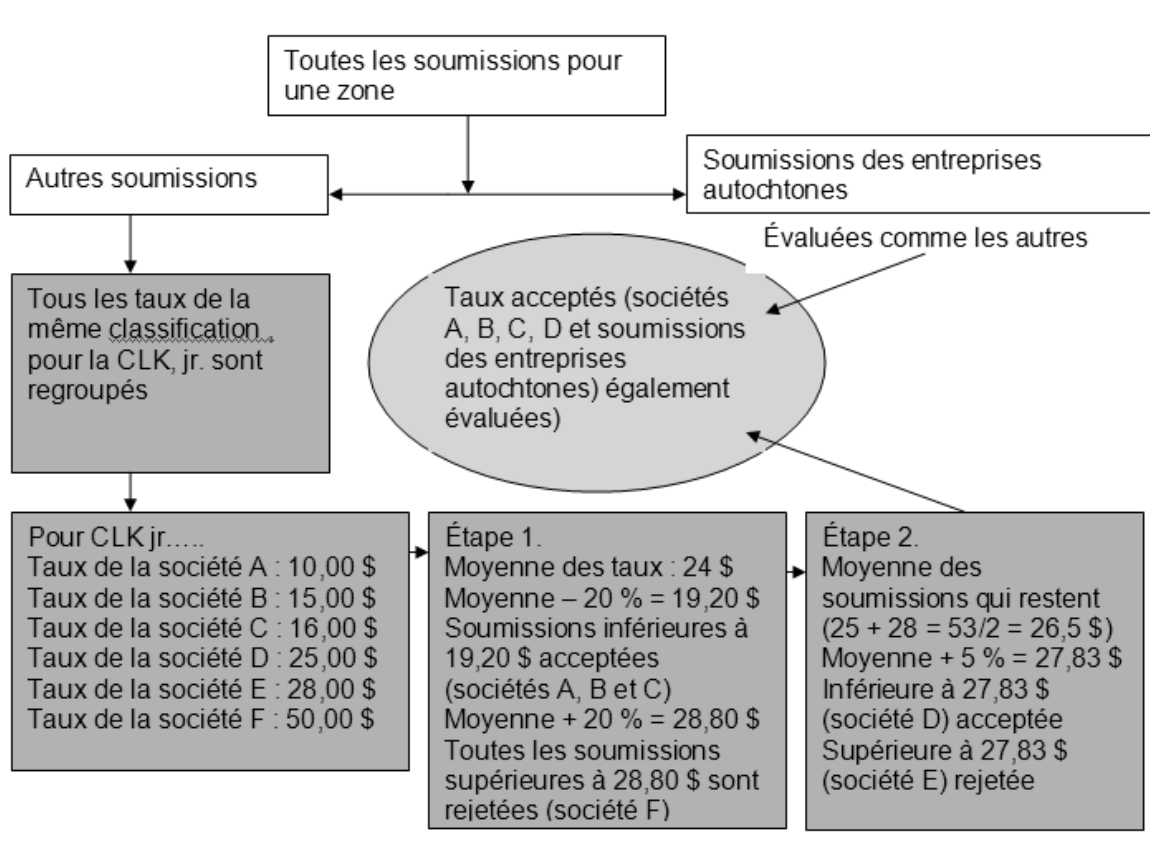 Toutes les soumissions pour
une zone
Autres soumissions
Soumissions des entreprises
autochtones
Évaluées comme les autres
Tous les taux de la
même classification
pour la CLK, jr. sont
regroupés
Taux acceptés (sociétés
A, B, C, D et soumissions
des entreprises
autochtones) également
évaluées)
Pour CLK jr.....
Taux de la société A : 10,00 $
Taux de la société B : 15,00 $
Taux de la société C : 16,00 $
Taux de la société D : 25,00 $
Taux de la société E : 28,00 $
Taux de la société F : 50,00 $
Étape 1.
Moyenne des taux : 24 $
Moyenne – 20 % = 19,20 $
Soumissions inférieures à
19,20 $ acceptées
(sociétés A, B et C)
Moyenne + 20 % = 28,80 $
Toutes les soumissions
supérieures à 28,80 $ sont
rejetées (société F)
Étape 2.
Moyenne des
soumissions qui restent
(25 + 28 = 53/2 = 26,5 $)
Moyenne + 5 % = 27,83 $
Inférieure à 27,83 $
(société D) acceptée
Supérieure à 27,83 $
(société E) rejetée